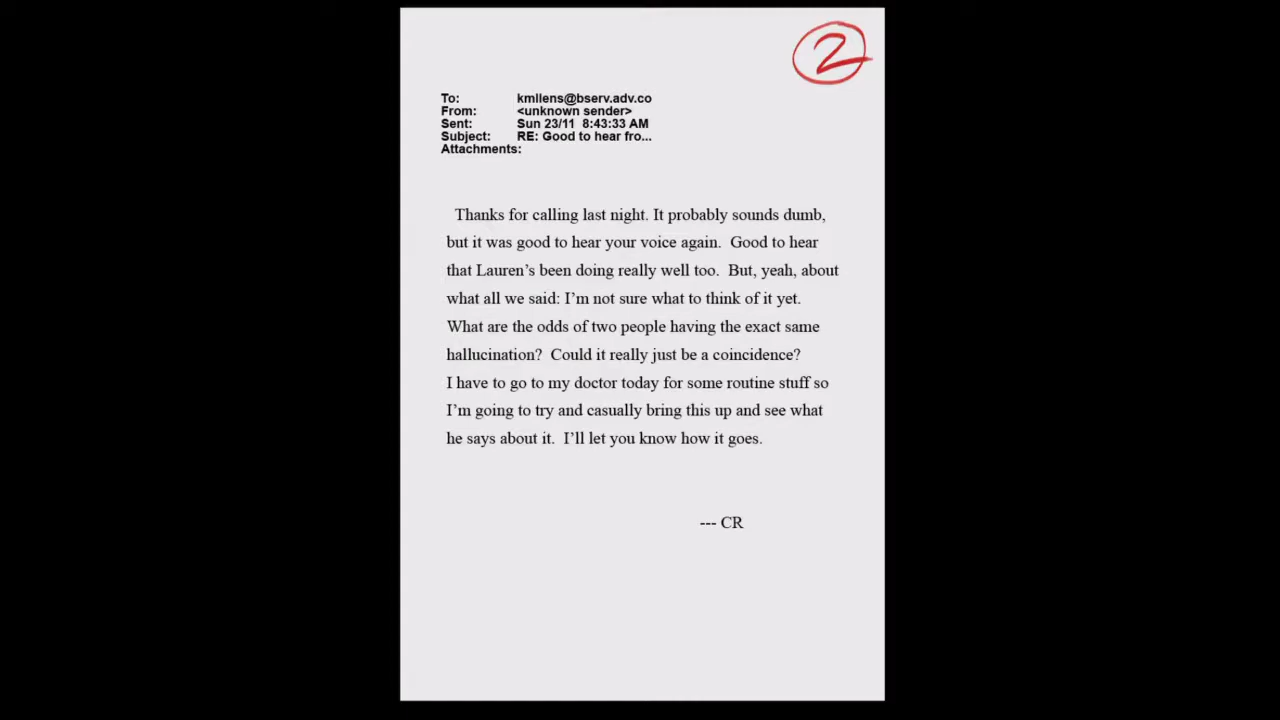 2
To: kmllens@bserv.adv.co
From: <unknown sender>
Sent: Sun 23/11 8:43:33 AM
Subject: RE: Good to hear fro...
Attachments:
Thanks for calling last night. It probably sounds dumb,
but it was good to hear your voice again. Good to hear
that Lauren’s been doing really well too. But, yeah, about
what all we said: I’m not sure what to think of it yet.
What are the odds of two people having the exact same
hallucination? Could it really just be a coincidence?
I have to go to my doctor today for some routine stuff so
I’m going to try and casually bring this up and see what
he says about it. I’ll let you know how it goes.
--- CR